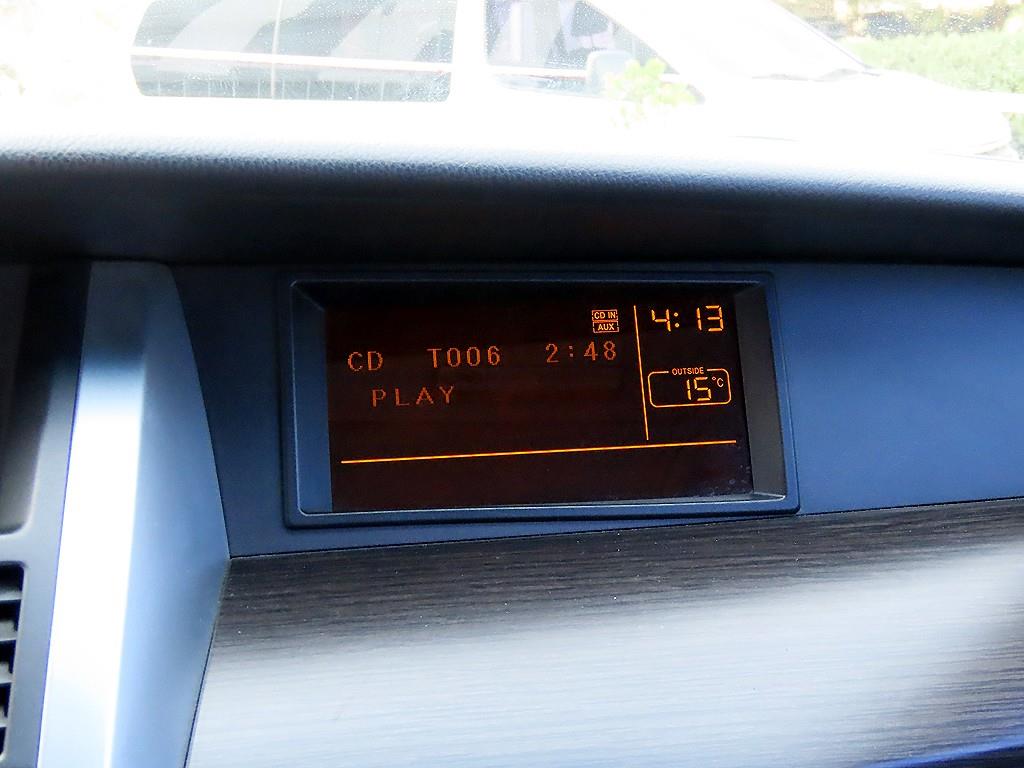 CD IN
AUX
4:13
CD T006 2:48
PLAY
OUTSIDE
15°C